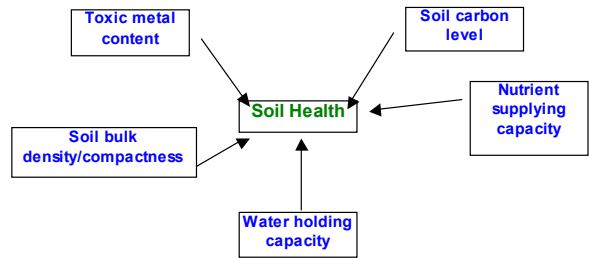 Toxic metal
content
Soil carbon
level
Soil Health
Nutrient
supplying
capacity
Soil bulk
density/compactness
Water holding
capacity